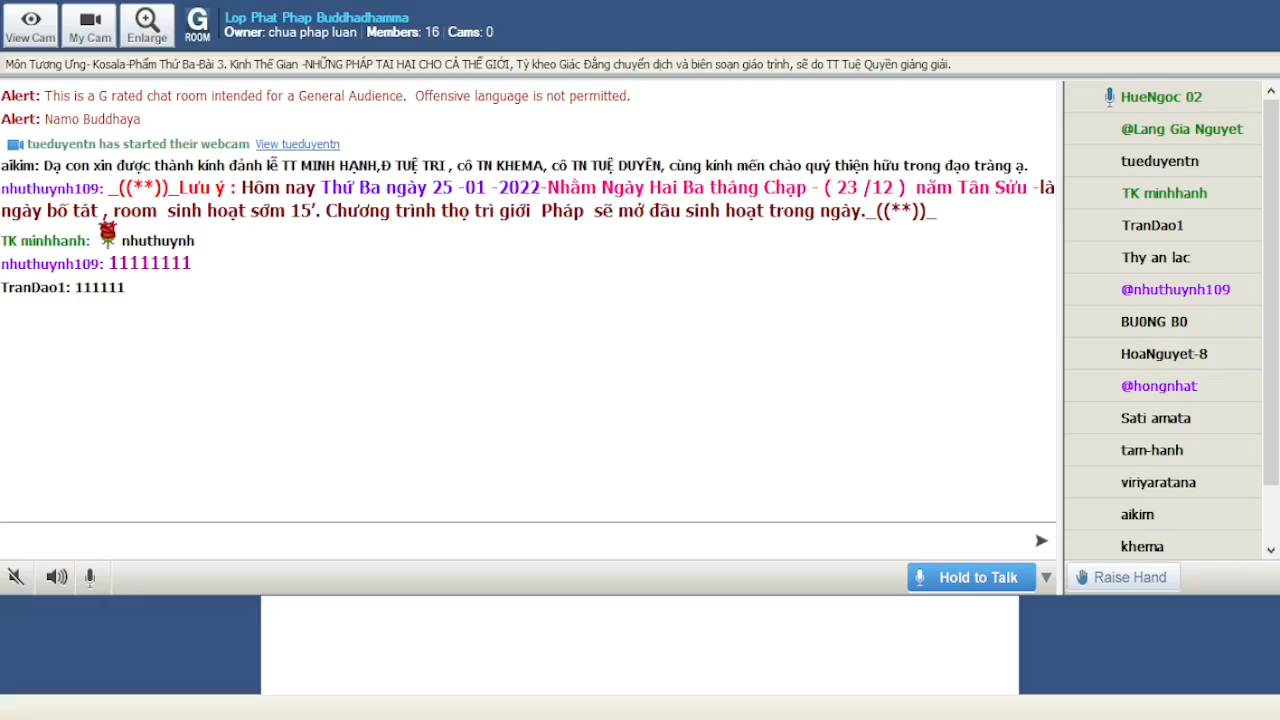 View Cam
My Cam
Enlarge
G
ROOM
Lop Phat Phap Buddhadhamma
Owner: chua phap luan | Members: 16 | Cams: 0
Môn Tương Ưng- Kosala-Phẩm Thứ Ba-Bài 3. Kinh Thế Gian -NHỮNG PHÁP TAI HẠI CHO CẢ THẾ GIỚI, Tỳ kheo Giác Đẳng chuyển dịch và biên soạn giáo trình, sẽ do TT Tuệ Quyền giảng giải.
Alert: This is a G rated chat room intended for a General Audience. Offensive language is not permitted.
Alert: Namo Buddhaya
tueduyentn has started their webcam View tueduyentn
aikim: Dạ con xin được thành kính đảnh lễ TT MINH HẠNH,Đ TUỆ TRI , cô TN KHEMA, cô TN TUỆ DUYÊN, cùng kính mến chào quý thiện hữu trong đạo tràng ạ.
nhuthuynh109: _((**))_Lưu ý : Hôm nay Thứ Ba ngày 25 -01 -2022-Nhằm Ngày Hai Ba tháng Chạp - ( 23 /12 ) năm Tân Sửu -là
ngày bố tát , room sinh hoạt sớm 15'. Chương trình thọ trì giới Pháp sẽ mở đầu sinh hoạt trong ngày._((**))_
TK minhhanh: nhuthuynh
nhuthuynh109: 11111111
TranDao1: 111111
HueNgoc 02
@Lang Gia Nguyet
tueduyentn
TK minhhanh
TranDao1
Thy an lac
@nhuthuynh109
BU0NG B0
HoaNguyet-8
@hongnhat
Sati amata
tam-hanh
viriyaratana
aikim
khema
Hold to Talk
Raise Hand